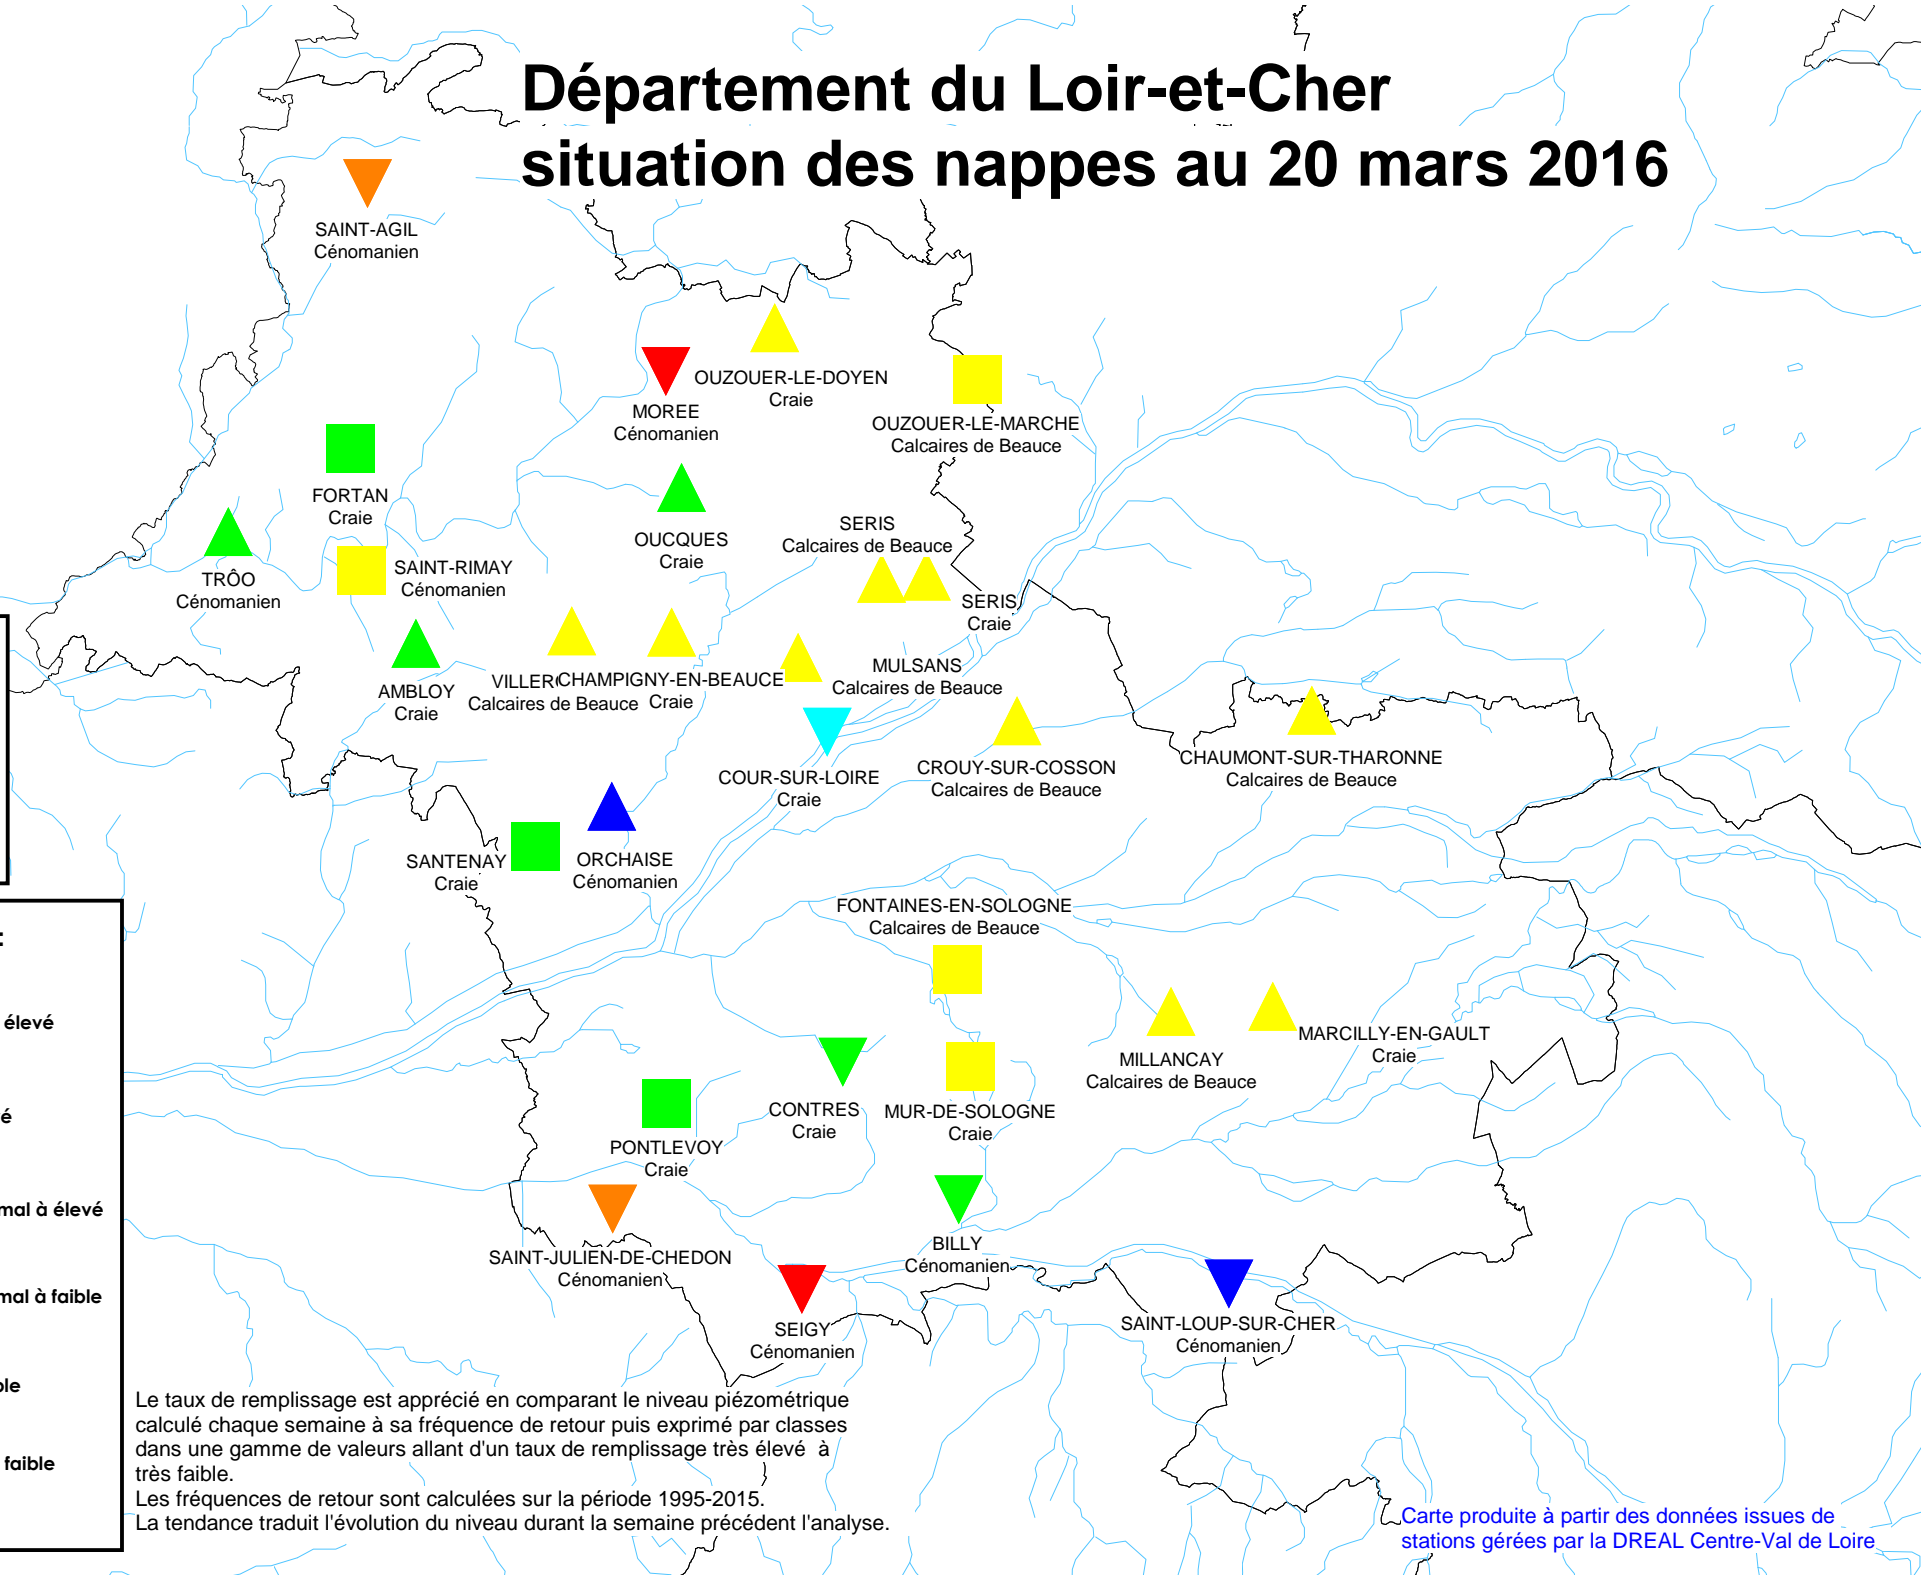 Département du Loir-et-Cher
situation des nappes au 20 mars 2016
SAINT-AGIL
Cénomanien
OUZOUER-LE-DOYEN
Craie
MOREE
Cénomanien
OUZOUER-LE-MARCHE
Calcaires de Beauce
FORTAN
Craie
OUCQUES
Craie
SERIS
Calcaires de Beauce
TRÔO
Cénomanien
SAINT-RIMAY
Cénomanien
SERIS
Craie
AMBLOY
Craie
Calcaires de Beauce
CHAMPIGNY-EN-BEAUCE
Craie
MULSANS
Calcaires de Beauce
COUR-SUR-LOIRE
Craie
CROUY-SUR-COSSON
Calcaires de Beauce
CHAUMONT-SUR-THARONNE
Calcaires de Beauce
SANTENAY
Craie
ORCHAISE
Cénomanien
FONTAINES-EN-SOLOGNE
Calcaires de Beauce
MILLANCAY
Calcaires de Beauce
MARCILLY-EN-GAULT
Craie
CONTRES
Craie
MUR-DE-SOLOGNE
Craie
PONTLEVOY
Craie
SAINT-JULIEN-DE-CHEDON
Cénomanien
BILLY
Cénomanien
SEIGY
Cénomanien
SAINT-LOUP-SUR-CHER
Cénomanien
:
élevé
à élevé
à faible
faible
Le taux de remplissage est apprécié en comparant le niveau piézométrique
calculé chaque semaine à sa fréquence de retour puis exprimé par classes
dans une gamme de valeurs allant d'un taux de remplissage très élevé à
très faible.
Les fréquences de retour sont calculées sur la période 1995-2015.
La tendance traduit l'évolution du niveau durant la semaine précédent l'analyse.
Carte produite à partir des données issues de
stations gérées par la DREAL Centre-Val de Loire